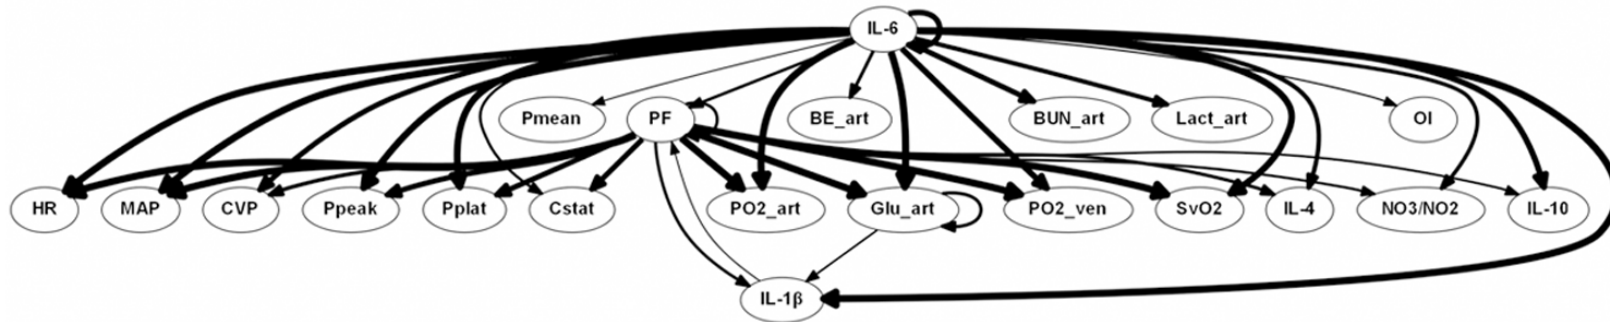 IL-6
Pmean
PF
BE_art
BUN_art
Lact_art
OI
HR
MAP
CVP
Ppeak
Pplat
Cstat
PO2_art
Glu_art
PO2_ven
SvO2
IL-4
NO3/NO2
IL-10
IL-1β